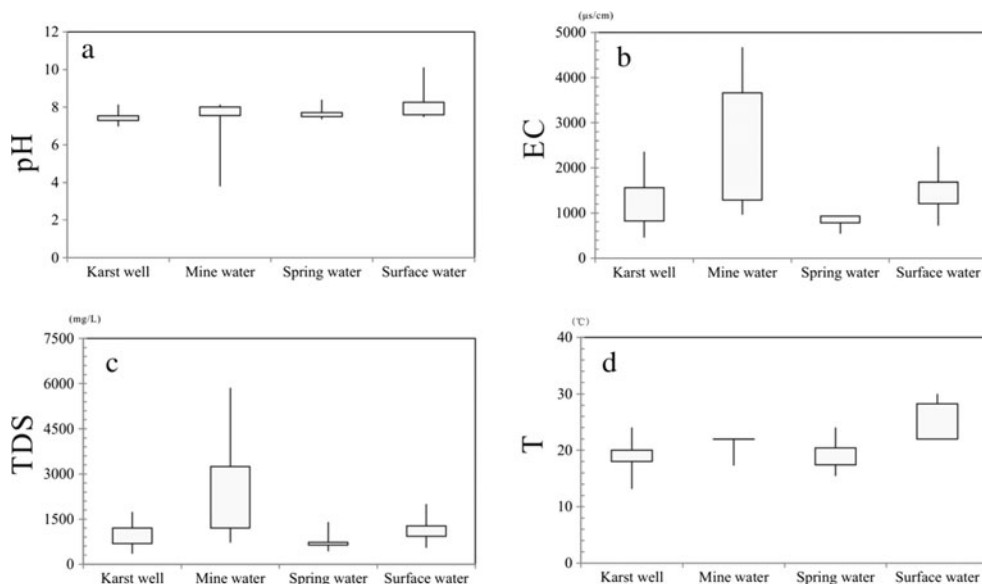 a
pH
12
10
8
6
4
2
0
Karst well Mine water Spring water Surface water
(μs/cm)
b
EC
5000
4000
3000
2000
1000
0
Karst well Mine water Spring water Surface water
(mg/L)
c
TDS
7500
6000
4500
3000
1500
0
Karst well Mine water Spring water Surface water
(℃)
d
T
40
30
20
10
0
Karst well Mine water Spring water Surface water